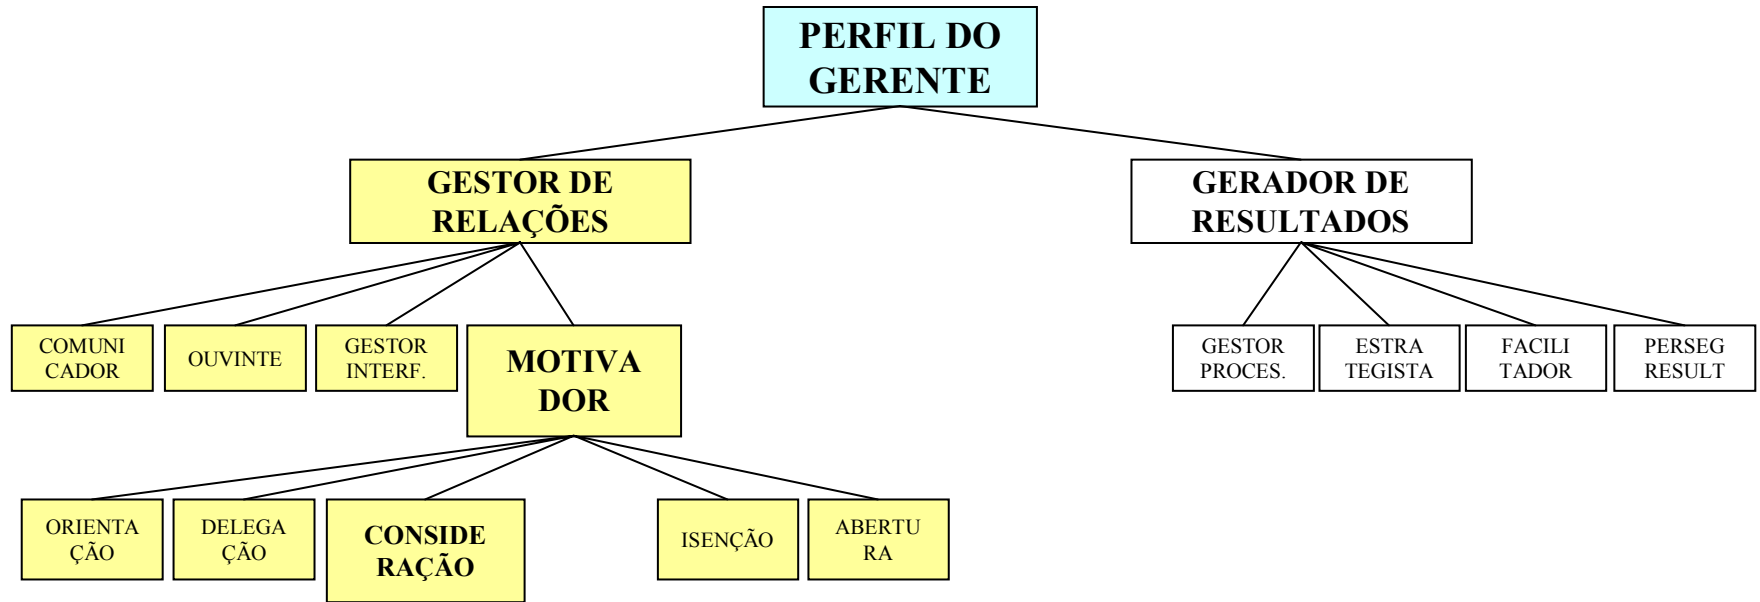 PERFIL DO
GERENTE
GESTOR DE
RELAÇÕES
GERADOR DE
RESULTADOS
COMUNI
CADOR
OUVINTE
GESTOR
INTERF.
MOTIVA
DOR
GESTOR
PROCES.
ESTRA
TEGISTA
FACILI
TADOR
PERSEG
RESULT
ORIENTA
ÇÃO
DELEGA
ÇÃO
CONSIDE
RAÇÃO
ISENÇÃO
ABERTU
RA